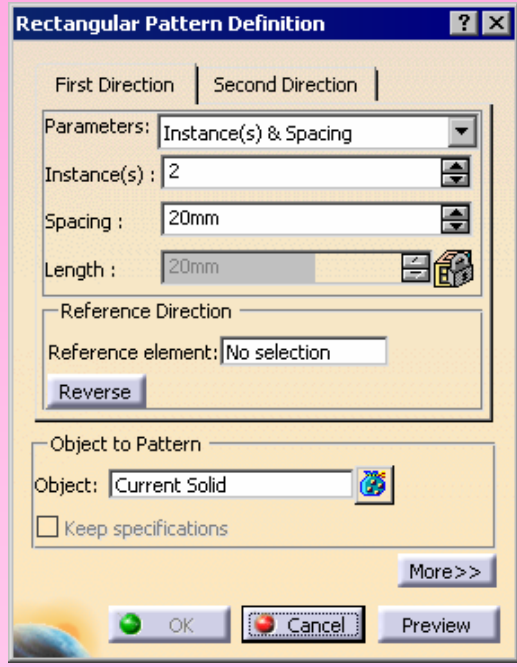 Rectangular Pattern Definition ? X
First Direction Second Direction
Parameters: Instance(s) & Spacing
Instance(s) : 2
Spacing : 20mm
Length : 20mm
Reference Direction
Reference element: No selection
Reverse
Object to Pattern
Object: Current Solid
Keep specifications
More>>
OK Cancel Preview